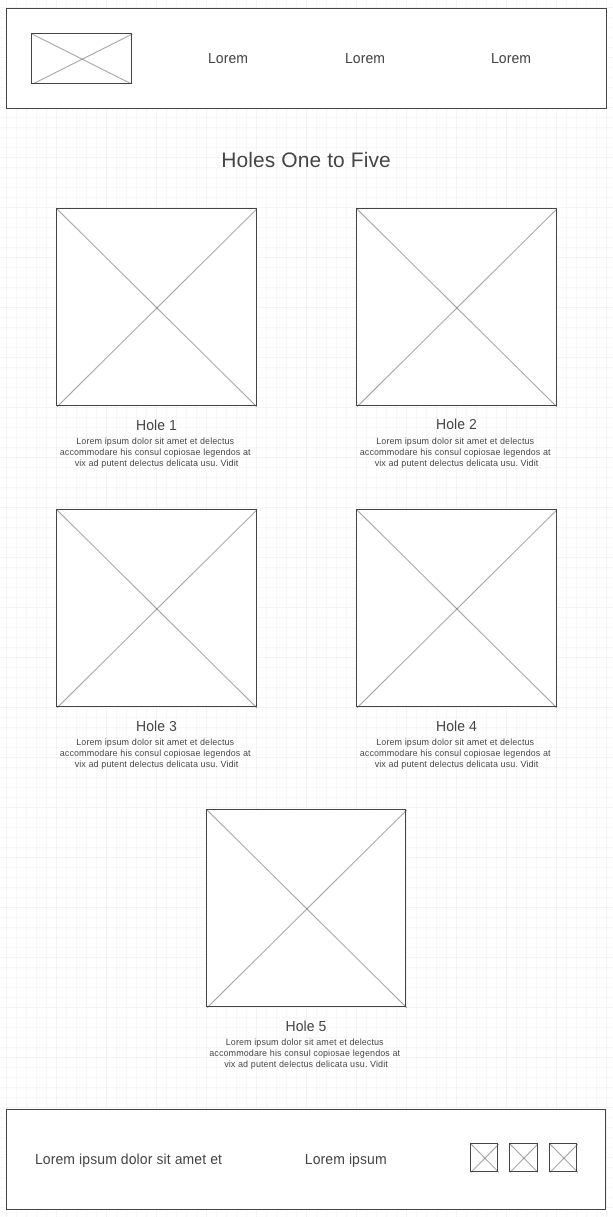 Lorem
Lorem
Lorem
Holes One to Five
Hole 1
Lorem ipsum dolor sit amet et delectus
accommodare his consul copiosae legendos at
vix ad putent delectus delicata usu. Vidit
Hole 2
Lorem ipsum dolor sit amet et delectus
accommodare his consul copiosae legendos at
vix ad putent delectus delicata usu. Vidit
Hole 3
Lorem ipsum dolor sit amet et delectus
accommodare his consul copiosae legendos at
vix ad putent delectus delicata usu. Vidit
Hole 4
Lorem ipsum dolor sit amet et delectus
accommodare his consul copiosae legendos at
vix ad putent delectus delicata usu. Vidit
Hole 5
Lorem ipsum dolor sit amet et delectus
accommodare his consul copiosae legendos at
vix ad putent delectus delicata usu. Vidit
Lorem ipsum dolor sit amet et
Lorem ipsum